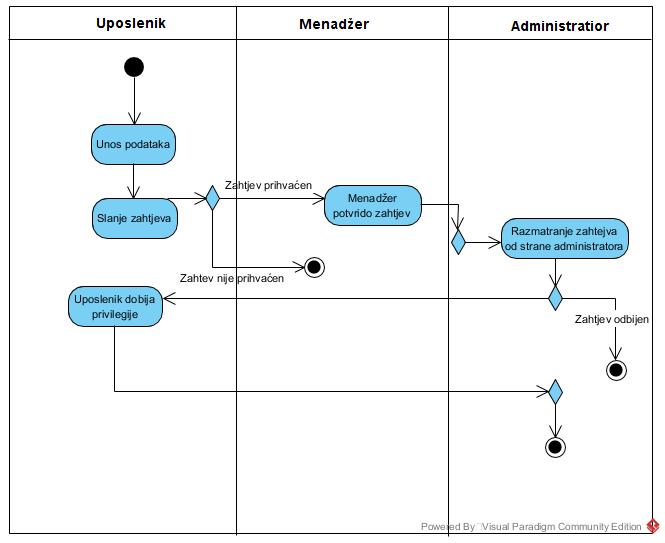 Uposlenik
Menadžer
Administratior
Unos podataka
Slanje zahtjeva
Zahtjev prihvaćen
Menadžer
potvrido zahtjev
Razmatranje zahtejva
od strane administratora
Zahtev nije prihvaćen
Uposlenik dobija
privilegije
Zahtjev odbijen
Powered By Visual Paradigm Community Edition